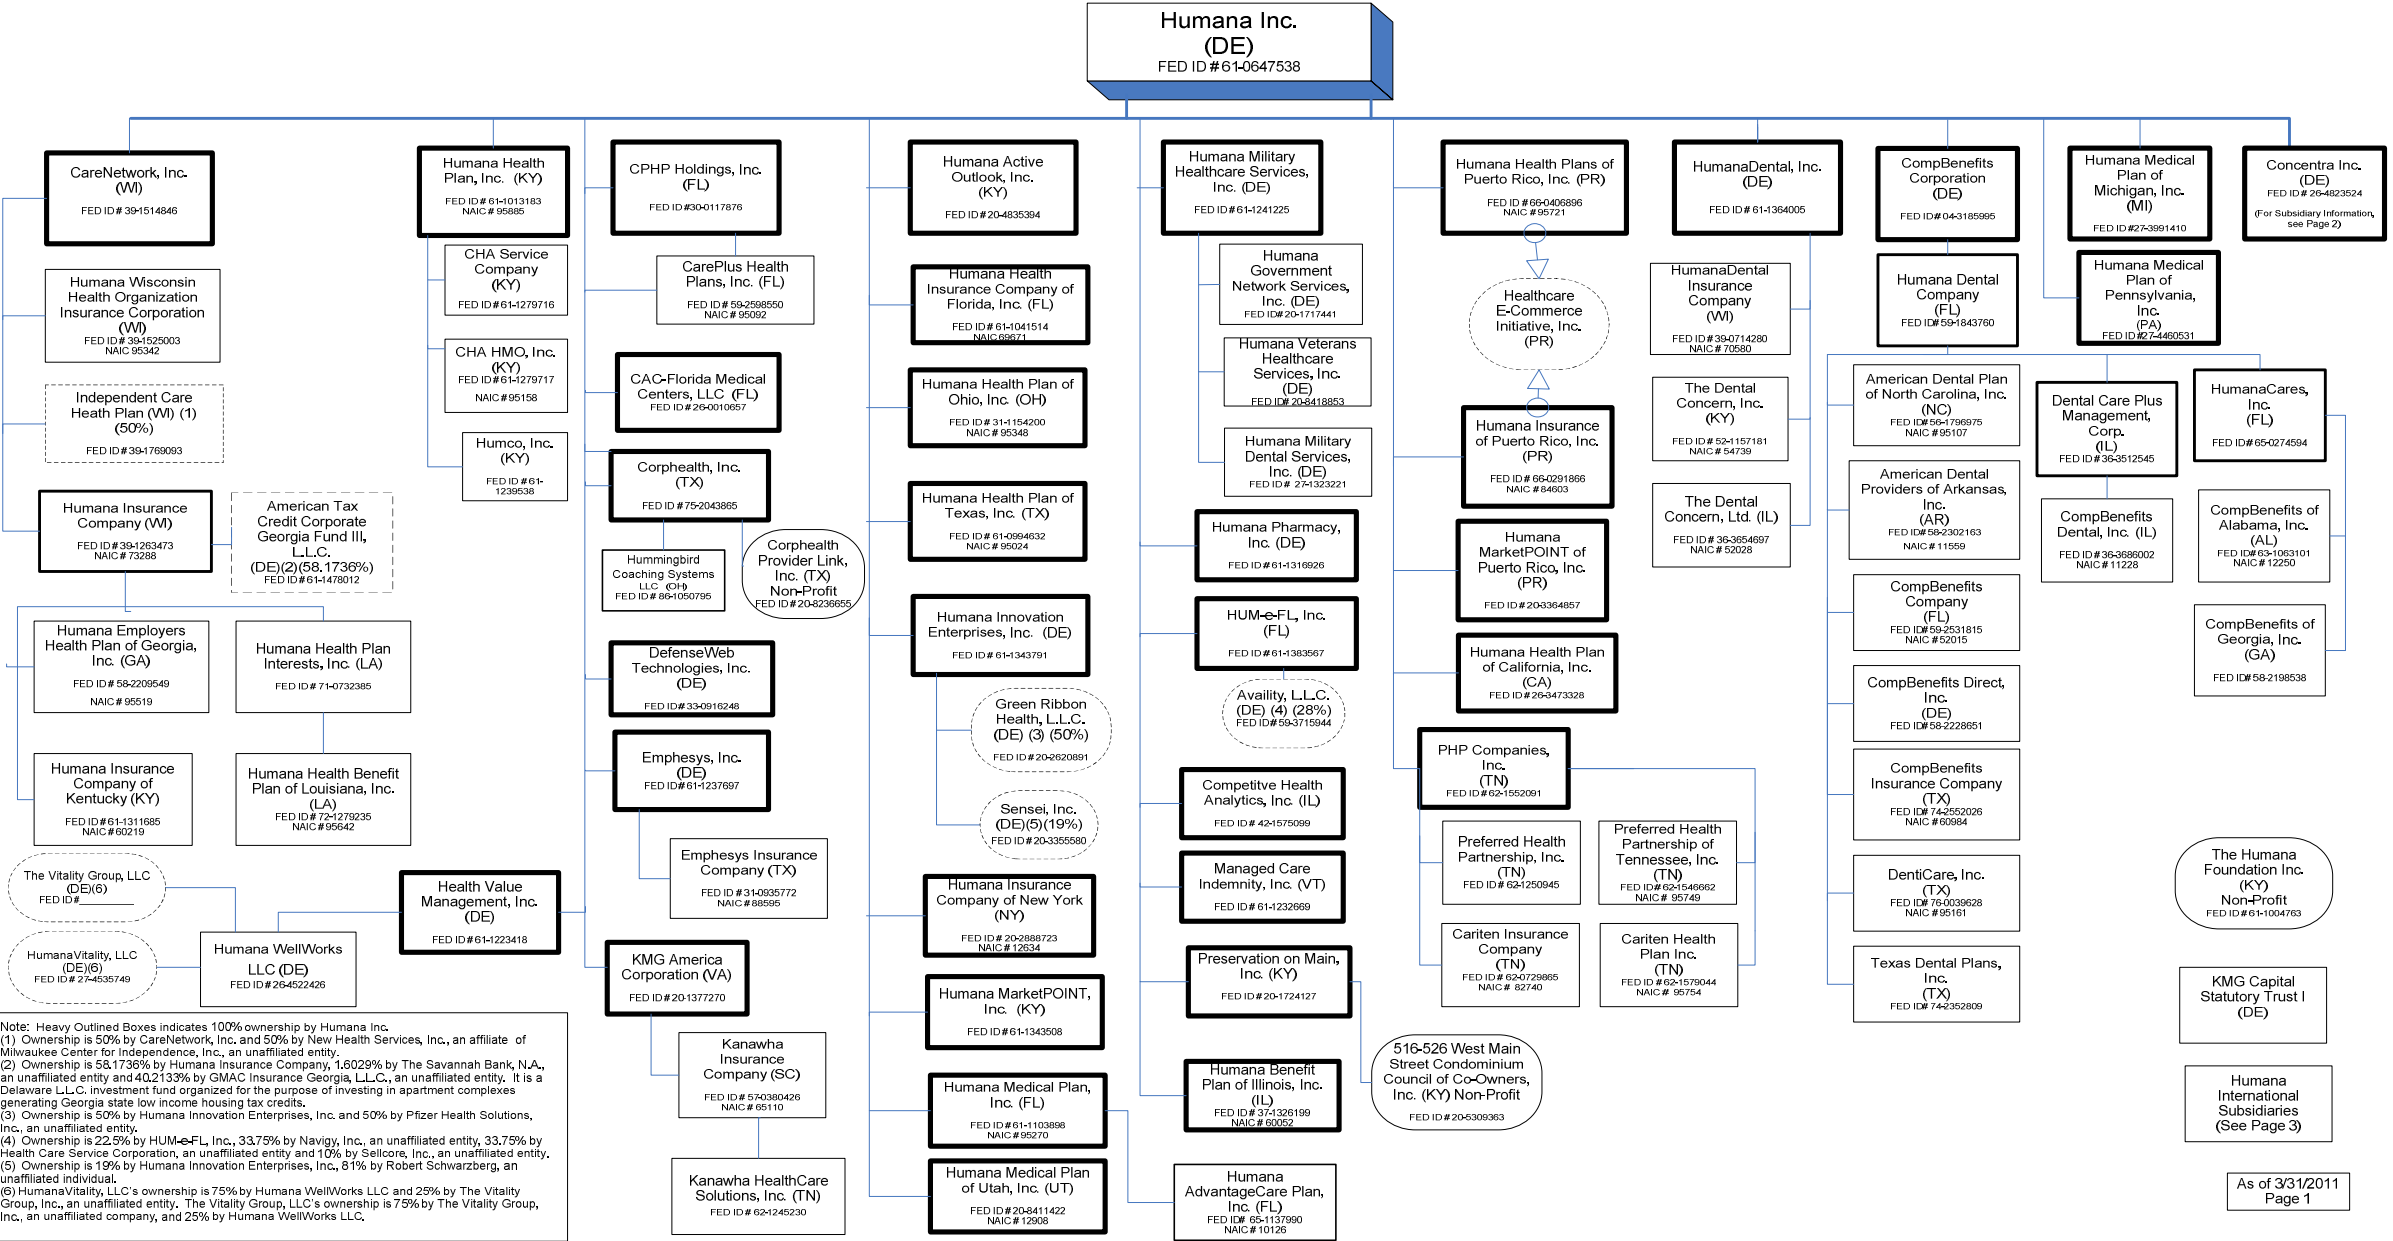 Humana Inc.
(DE)
FED ID # 61-0647538
CareNetwork, Inc.
(WI)
FED ID # 39-1514846
Humana Wisconsin
Health Organization
Insurance Corporation
(WI)
FED ID # 39-1525003
NAIC 95342
Independent Care
Heath Plan (WI) (1)
(50%)
FED ID # 39-1769093
Humana Insurance
Company (WI)
FED ID # 39-1263473
NAIC # 73288
American Tax
Credit Corporate
Georgia Fund III,
L.L.C.
(DE)(2)(58.1736%)
FED ID # 61-1478012
Humana Employers
Health Plan of Georgia,
Inc. (GA)
FED ID # 58-2209549
NAIC # 95519
Humana Health Plan
Interests, Inc. (LA)
FED ID # 71-0732385
Humana Insurance
Company of
Kentucky (KY)
FED ID # 61-1311685
NAIC # 60219
Humana Health Benefit
Plan of Louisiana, Inc.
(LA)
FED ID # 72-1279235
NAIC # 95642
The Vitality Group, LLC
(DE)(6)
FED ID#__________
HumanaVitality, LLC
(DE)(6)
FED ID # 27-4535749
Humana WellWorks
LLC (DE)
FED ID # 26-4522426
Health Value
Management, Inc.
(DE)
FED ID # 61-1223418
Note: Heavy Outlined Boxes indicates 100% ownership by Humana Inc.
(1) Ownership is 50% by CareNetwork, Inc. and 50% by New Health Services, Inc., an affiliate of
Milwaukee Center for Independence, Inc., an unaffiliated entity.
(2) Ownership is 58.1736% by Humana Insurance Company, 1.6029% by The Savannah Bank, N.A.,
an unaffiliated entity and 40.2133% by GMAC Insurance Georgia, L.L.C., an unaffiliated entity. It is a
Delaware L.L.C. investment fund organized for the purpose of investing in apartment complexes
generating Georgia state low income housing tax credits.
(3) Ownership is 50% by Humana Innovation Enterprises, Inc. and 50% by Pfizer Health Solutions,
Inc., an unaffiliated entity.
(4) Ownership is 22.5% by HUM-e-FL, Inc., 33.75% by Navigy, Inc., an unaffiliated entity, 33.75% by
Health Care Service Corporation, an unaffiliated entity and 10% by Sellcore, Inc., an unaffiliated entity.
(5) Ownership is 19% by Humana Innovation Enterprises, Inc., 81% by Robert Schwarzberg, an
unaffiliated individual.
(6) HumanaVitality, LLC's ownership is 75% by Humana WellWorks LLC and 25% by The Vitality
Group, Inc., an unaffiliated entity. The Vitality Group, LLC's ownership is 75% by The Vitality Group,
Inc., an unaffiliated company, and 25% by Humana WellWorks LLC.
Humana Health
Plan, Inc. (KY)
FED ID # 61-1013183
NAIC # 95885
CHA Service
Company
(KY)
FED ID # 61-1279716
CHA HMO, Inc.
(KY)
FED ID # 61-1279717
NAIC # 95158
Humco, Inc.
(KY)
FED ID # 61-
1239538
CPHP Holdings, Inc.
(FL)
FED ID #30-0117876
CarePlus Health
Plans, Inc. (FL)
FED ID # 59-2598550
NAIC # 95092
CAC-Florida Medical
Centers, LLC (FL)
FED ID # 26-0010657
Corphealth, Inc.
(TX)
FED ID # 75-2043865
Hummingbird
Coaching Systems
LLC (OH)
FED ID # 86-1050795
Corphealth
Provider Link,
Inc. (TX)
Non-Profit
FED ID # 20-8236655
DefenseWeb
Technologies, Inc.
(DE)
FED ID # 33-0916248
Emphesys, Inc.
(DE)
FED ID # 61-1237697
Emphesys Insurance
Company (TX)
FED ID # 31-0935772
NAIC # 88595
KMG America
Corporation (VA)
FED ID # 20-1377270
Kanawha
Insurance
Company (SC)
FED ID # 57-0380426
NAIC # 65110
Kanawha HealthCare
Solutions, Inc. (TN)
FED ID # 62-1245230
Humana Active
Outlook, Inc.
(KY)
FED ID # 20-4835394
Humana Health
Insurance Company of
Florida, Inc. (FL)
FED ID # 61-1041514
NAIC 69671
Humana Health Plan of
Ohio, Inc. (OH)
FED ID # 31-1154200
NAIC # 95348
Humana Health Plan of
Texas, Inc. (TX)
FED ID # 61-0994632
NAIC # 95024
Humana Innovation
Enterprises, Inc. (DE)
FED ID # 61-1343791
Green Ribbon
Health, L.L.C.
(DE) (3) (50%)
FED ID # 20-2620891
Sensei, Inc.
(DE)(5)(19%)
FED ID # 20-3355580
Humana Insurance
Company of New York
(NY)
FED ID # 20-2888723
NAIC # 12634
Humana MarketPOINT,
Inc. (KY)
FED ID # 61-1343508
Humana Medical Plan,
Inc. (FL)
FED ID # 61-1103898
NAIC # 95270
Humana Medical Plan
of Utah, Inc. (UT)
FED ID # 20-8411422
NAIC # 12908
Humana Military
Healthcare Services,
Inc. (DE)
FED ID # 61-1241225
Humana
Government
Network Services,
Inc. (DE)
FED ID # 20-1717441
Humana Veterans
Healthcare
Services, Inc.
(DE)
FED ID# 20-8418853
Humana Military
Dental Services,
Inc. (DE)
FED ID # 27-1323221
Humana Pharmacy,
Inc. (DE)
FED ID # 61-1316926
HUM-e-FL, Inc.
(FL)
FED ID # 61-1383567
Availity, L.L.C.
(DE) (4) (28%)
FED ID# 59-3715944
Competitve Health
Analytics, Inc. (IL)
FED ID # 42-1575099
Managed Care
Indemnity, Inc. (VT)
FED ID # 61-1232669
Preservation on Main,
Inc. (KY)
FED ID # 20-1724127
516-526 West Main
Street Condominium
Council of Co-Owners,
Inc. (KY) Non-Profit
FED ID # 20-5309363
Humana Benefit
Plan of Illinois, Inc.
(IL)
FED ID # 37-1326199
NAIC # 60052
Humana
AdvantageCare Plan,
Inc. (FL)
FED ID# 65-1137990
NAIC # 10126
Humana Health Plans of
Puerto Rico, Inc. (PR)
FED ID # 66-0406896
NAIC # 95721
Healthcare
E-Commerce
Initiative, Inc.
(PR)
Humana Insurance
of Puerto Rico, Inc.
(PR)
FED ID # 66-0291866
NAIC # 84603
Humana
MarketPOINT of
Puerto Rico, Inc.
(PR)
FED ID # 20-3364857
Humana Health Plan
of California, Inc.
(CA)
FED ID # 26-3473328
PHP Companies,
Inc.
(TN)
FED ID # 62-1552091
Preferred Health
Partnership, Inc.
(TN)
FED ID # 62-1250945
Preferred Health
Partnership of
Tennessee, Inc.
(TN)
FED ID # 62-1546662
NAIC # 95749
Cariten Insurance
Company
(TN)
FED ID # 62-0729865
NAIC # 82740
Cariten Health
Plan Inc.
(TN)
FED ID # 62-1579044
NAIC # 95754
HumanaDental, Inc.
(DE)
FED ID # 61-1364005
HumanaDental
Insurance
Company
(WI)
FED ID # 39-0714280
NAIC # 70580
The Dental
Concern, Inc.
(KY)
FED ID # 52-1157181
NAIC # 54739
The Dental
Concern, Ltd. (IL)
FED ID # 36-3654697
NAIC # 52028
CompBenefits
Corporation
(DE)
FED ID # 04-3185995
Humana Dental
Company
(FL)
FED ID# 59-1843760
American Dental Plan
of North Carolina, Inc.
(NC)
FED ID# 56-1796975
NAIC # 95107
American Dental
Providers of Arkansas,
Inc.
(AR)
FED ID# 58-2302163
NAIC # 11559
CompBenefits
Company
(FL)
FED ID# 59-2531815
NAIC # 52015
CompBenefits Direct,
Inc.
(DE)
FED ID# 58-2228651
CompBenefits
Insurance Company
(TX)
FED ID# 74-2552026
NAIC # 60984
DentiCare, Inc.
(TX)
FED ID# 76-0039628
NAIC # 95161
Texas Dental Plans,
Inc.
(TX)
FED ID# 74-2352809
Dental Care Plus
Management,
Corp.
(IL)
FED ID# 36-3512545
CompBenefits
Dental, Inc. (IL)
FED ID # 36-3686002
NAIC # 11228
HumanaCares,
Inc.
(FL)
FED ID# 65-0274594
CompBenefits of
Alabama, Inc.
(AL)
FED ID# 63-1063101
NAIC # 12250
CompBenefits of
Georgia, Inc.
(GA)
FED ID# 58-2198538
Humana Medical
Plan of
Michigan, Inc.
(MI)
FED ID#27-3991410
Humana Medical
Plan of
Pennsylvania,
Inc.
(PA)
FED ID#27-4460531
Concentra Inc.
(DE)
FED ID # 26-4823524
(For Subsidiary Information,
see Page 2)
The Humana
Foundation Inc.
(KY)
Non-Profit
FED ID # 61-1004763
KMG Capital
Statutory Trust I
(DE)
Humana
International
Subsidiaries
(See Page 3)
As of 3/31/2011
Page 1